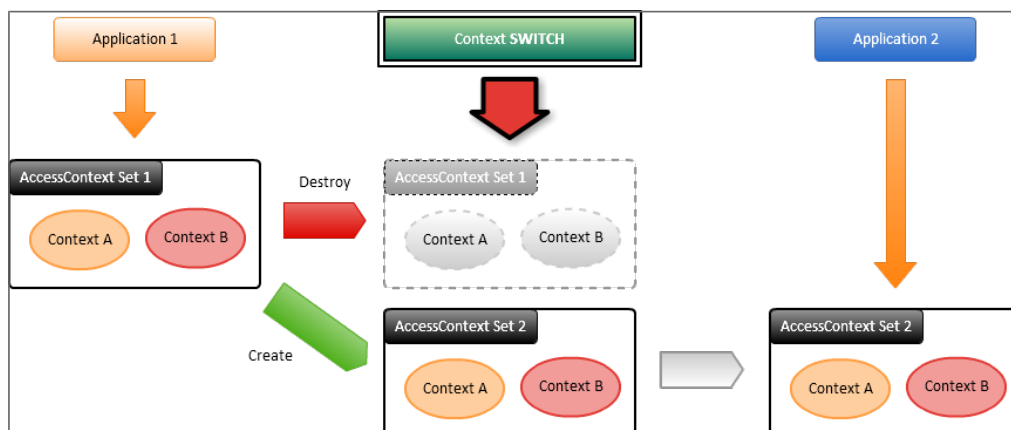 Application 1
Context SWITCH
Application 2
AccessContext Set 1
Context A
Context B
Destroy
AccessContext Set 1
Context A
Context B
Create
AccessContext Set 2
Context A
Context B
AccessContext Set 2
Context A
Context B